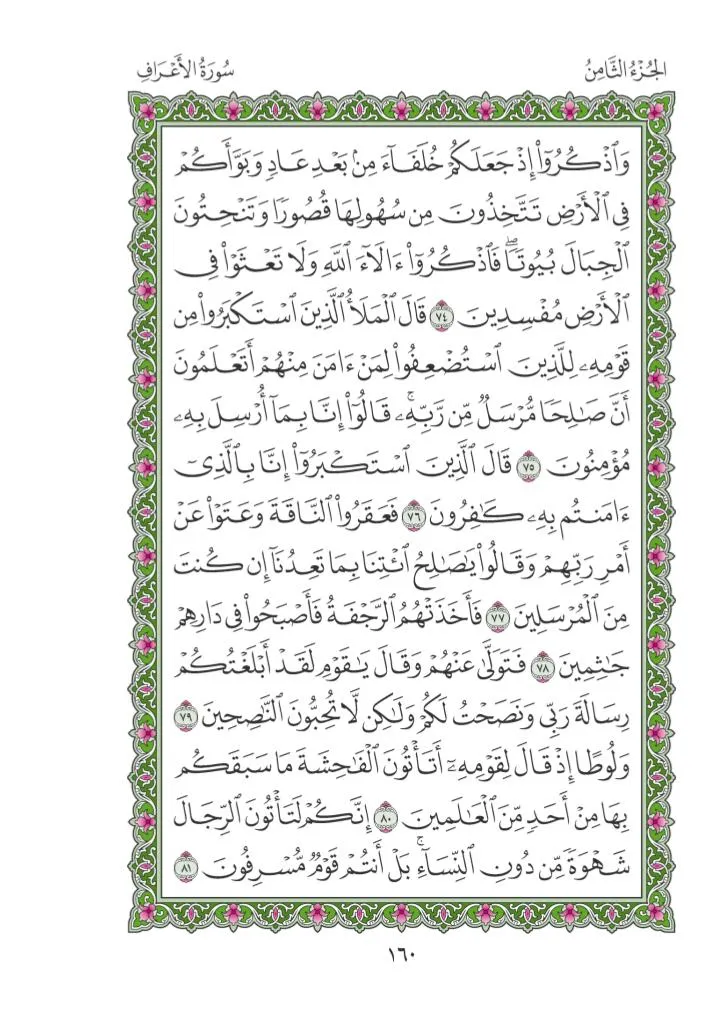 الجُزْءُ الثَّامِنُ
سُورَةُ الأَعْرَافِ
وَٱذْكُرُوٓاْ إِذْ جَعَلَكُمْ خُلَفَآءَ مِنۢ بَعْدِ عَادٍ وَبَوَّأَكُمْ
فِى ٱلْأَرْضِ تَتَّخِذُونَ مِن سُهُولِهَا قُصُورًا وَتَنْحِتُونَ
ٱلْجِبَالَ بُيُوتًا ۖ فَٱذْكُرُوٓاْ ءَالَآءَ ٱللَّهِ وَلَا تَعْثَوْاْ فِى
ٱلْأَرْضِ مُفْسِدِينَ ٧٤ قَالَ ٱلْمَلَأُ ٱلَّذِينَ ٱسْتَكْبَرُواْ مِن
قَوْمِهِۦ لِلَّذِينَ ٱسْتُضْعِفُواْ لِمَنْ ءَامَنَ مِنْهُمْ أَتَعْلَمُونَ
أَنَّ صَـٰلِحًا مُّرْسَلٌ مِّن رَّبِّهِۦ ۚ قَالُوٓاْ إِنَّا بِمَآ أُرْسِلَ بِهِۦ
مُؤْمِنُونَ ٧٥ قَالَ ٱلَّذِينَ ٱسْتَكْبَرُوٓاْ إِنَّا بِٱلَّذِىٓ
ءَامَنتُم بِهِۦ كَـٰفِرُونَ ٧٦ فَعَقَرُواْ ٱلنَّاقَةَ وَعَتَوْاْ عَنْ
أَمْرِ رَبِّهِمْ وَقَالُواْ يَـٰصَـٰلِحُ ٱئْتِنَا بِمَا تَعِدُنَآ إِن كُنتَ
مِنَ ٱلْمُرْسَلِينَ ٧٧ فَأَخَذَتْهُمُ ٱلرَّجْفَةُ فَأَصْبَحُواْ فِى دَارِهِمْ
جَـٰثِمِينَ ٧٨ فَتَوَلَّىٰ عَنْهُمْ وَقَالَ يَـٰقَوْمِ لَقَدْ أَبْلَغْتُكُمْ
رِسَالَةَ رَبِّى وَنَصَحْتُ لَكُمْ وَلَـٰكِن لَّا تُحِبُّونَ ٱلنَّـٰصِحِينَ ٧٩
وَلُوطًا إِذْ قَالَ لِقَوْمِهِۦٓ أَتَأْتُونَ ٱلْفَـٰحِشَةَ مَا سَبَقَكُم
بِهَا مِنْ أَحَدٍ مِّنَ ٱلْعَـٰلَمِينَ ٨٠ إِنَّكُمْ لَتَأْتُونَ ٱلرِّجَالَ
شَهْوَةً مِّن دُونِ ٱلنِّسَآءِ ۚ بَلْ أَنتُمْ قَوْمٌ مُّسْرِفُونَ ٨١
١٦٠